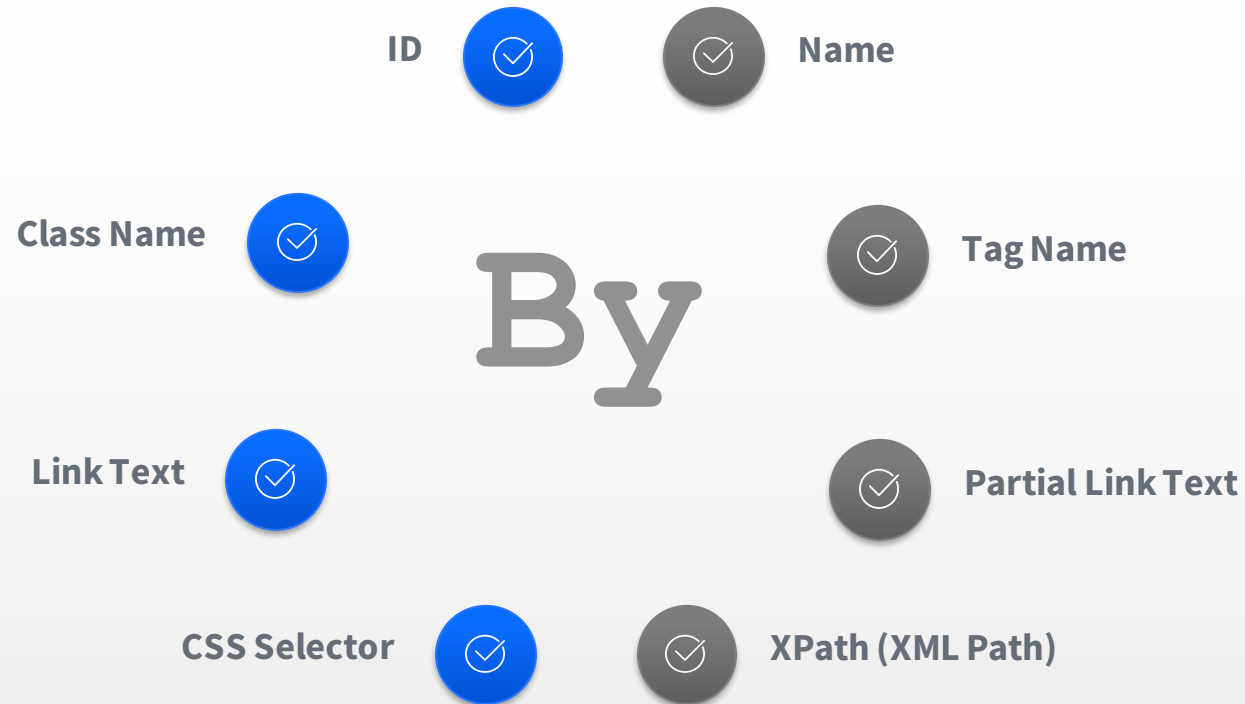 ID
Name
Class Name
Tag Name
By
Link Text
Partial Link Text
CSS Selector
XPath (XML Path)